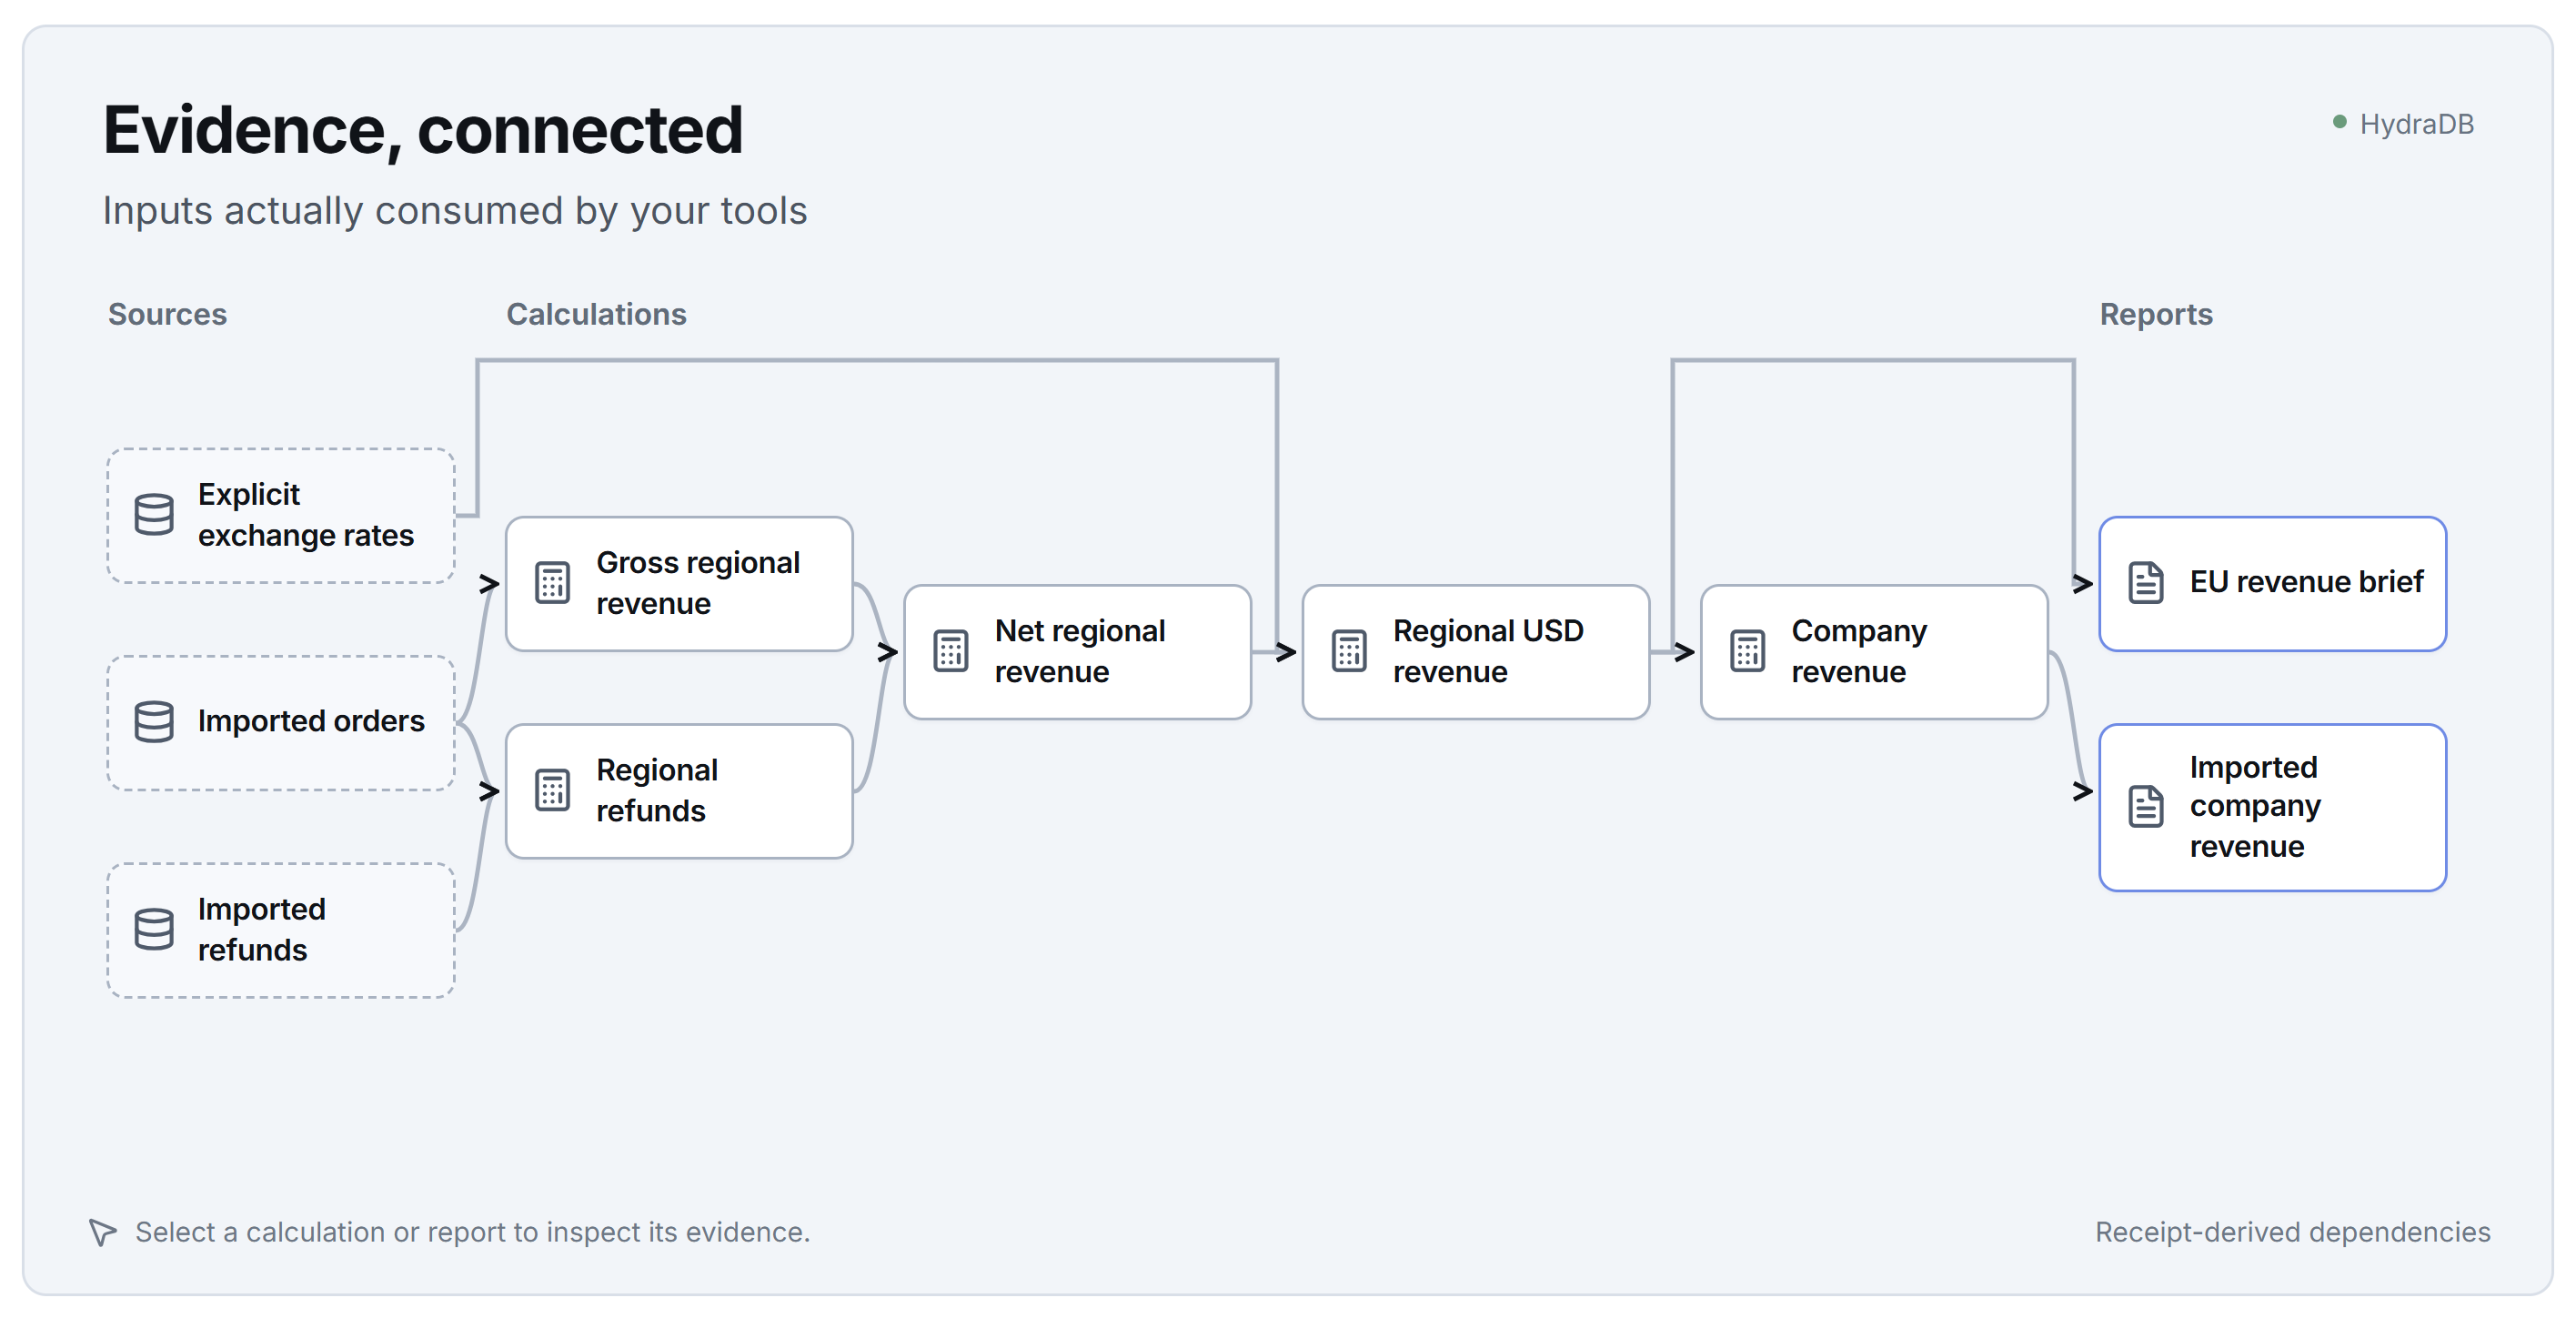 Evidence, connected
HydraDB
Inputs actually consumed by your tools
Sources
Calculations
Reports
Explicit
exchange rates
Imported orders
Imported
refunds
Gross regional
revenue
Regional
refunds
Net regional
revenue
Regional USD
revenue
Company
revenue
EU revenue brief
Imported
company
revenue
Select a calculation or report to inspect its evidence.
Receipt-derived dependencies